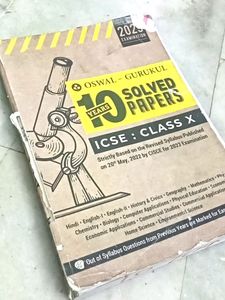 2023
EXAMINATION
OSWAL - GURUKUL
10 YEARS
SOLVED
PAPERS
ICSE : CLASS X
Strictly Based on the Revised Syllabus Published
on 20th May, 2022 by CISCE for 2023 Examination
Hindi • English-I • English-II • History & Civics • Geography • Mathematics • Physics
Chemistry • Biology • Computer Applications • Physical Education • Economics
Economic Applications • Commercial Studies • Commercial Applications
Home Science • Environmental Science
Out of Syllabus Questions from Previous Years are Marked for Ease